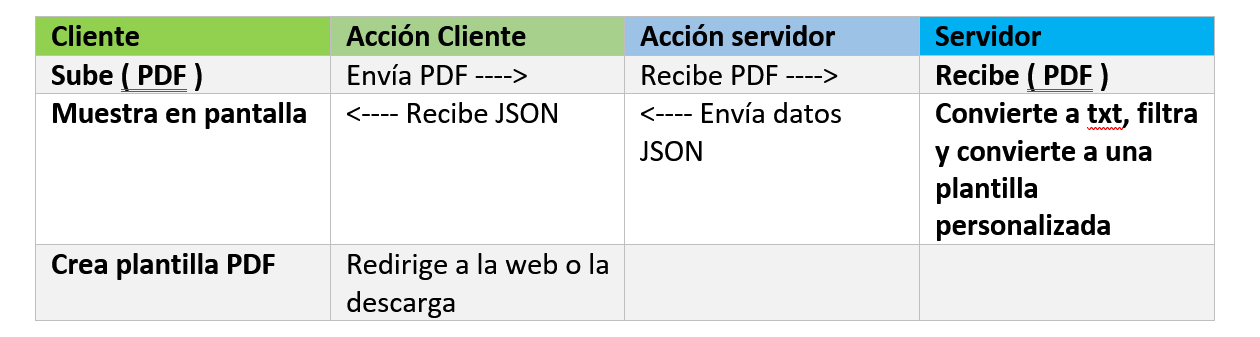 Cliente Acción Cliente Acción servidor Servidor
Sube ( PDF ) Envía PDF ----> Recibe PDF ----> Recibe ( PDF )
Muestra en pantalla <---- Recibe JSON <---- Envía datos Convierte a txt, filtra
JSON y convierte a una
plantilla
personalizada
Crea plantilla PDF Redirige a la web o la
descarga